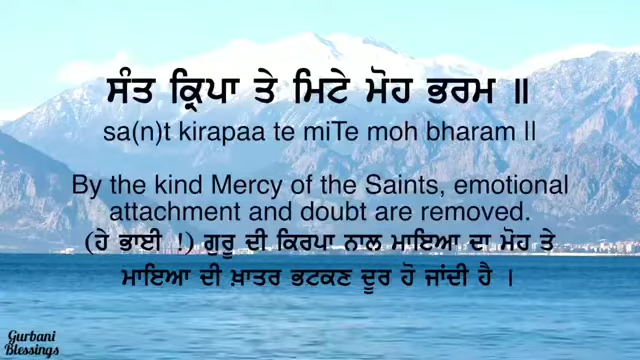 ਸੰਤ ਕ੍ਰਿਪਾ ਤੇ ਮਿਟੇ ਮੋਹ ਭਰਮ ॥
sa(n)t kirapaa te miTe moh bharam ||
By the kind Mercy of the Saints, emotional
attachment and doubt are removed.
(ਹੇ ਭਾਈ !) ਗੁਰੂ ਦੀ ਕਿਰਪਾ ਨਾਲ ਮਾਇਆ ਦਾ ਮੋਹ ਤੇ
ਮਾਇਆ ਦੀ ਖ਼ਾਤਰ ਭਟਕਣ ਦੂਰ ਹੋ ਜਾਂਦੀ ਹੈ ।
Gurbani
Blessings